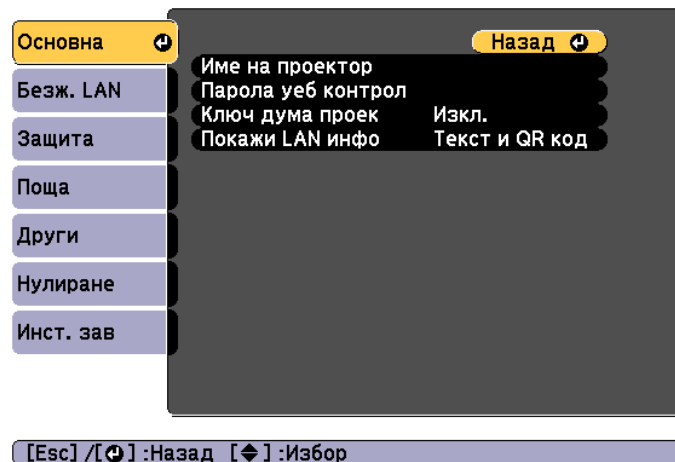 Основна
Назад
Име на проектор
Безж. LAN
Парола уеб контрол
Ключ дума проек Изкл.
Защита
Покажи LAN инфо Текст и QR код
Поща
Други
Нулиране
Инст. зав
[Esc] /[⏎] :Назад [◆] :Избор